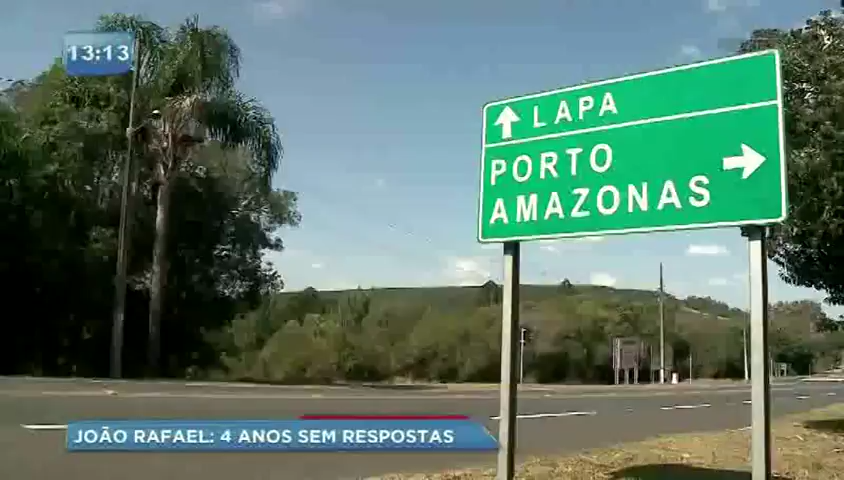 13:13
LAPA
PORTO
AMAZONAS
JOÃO RAFAEL: 4 ANOS SEM RESPOSTAS